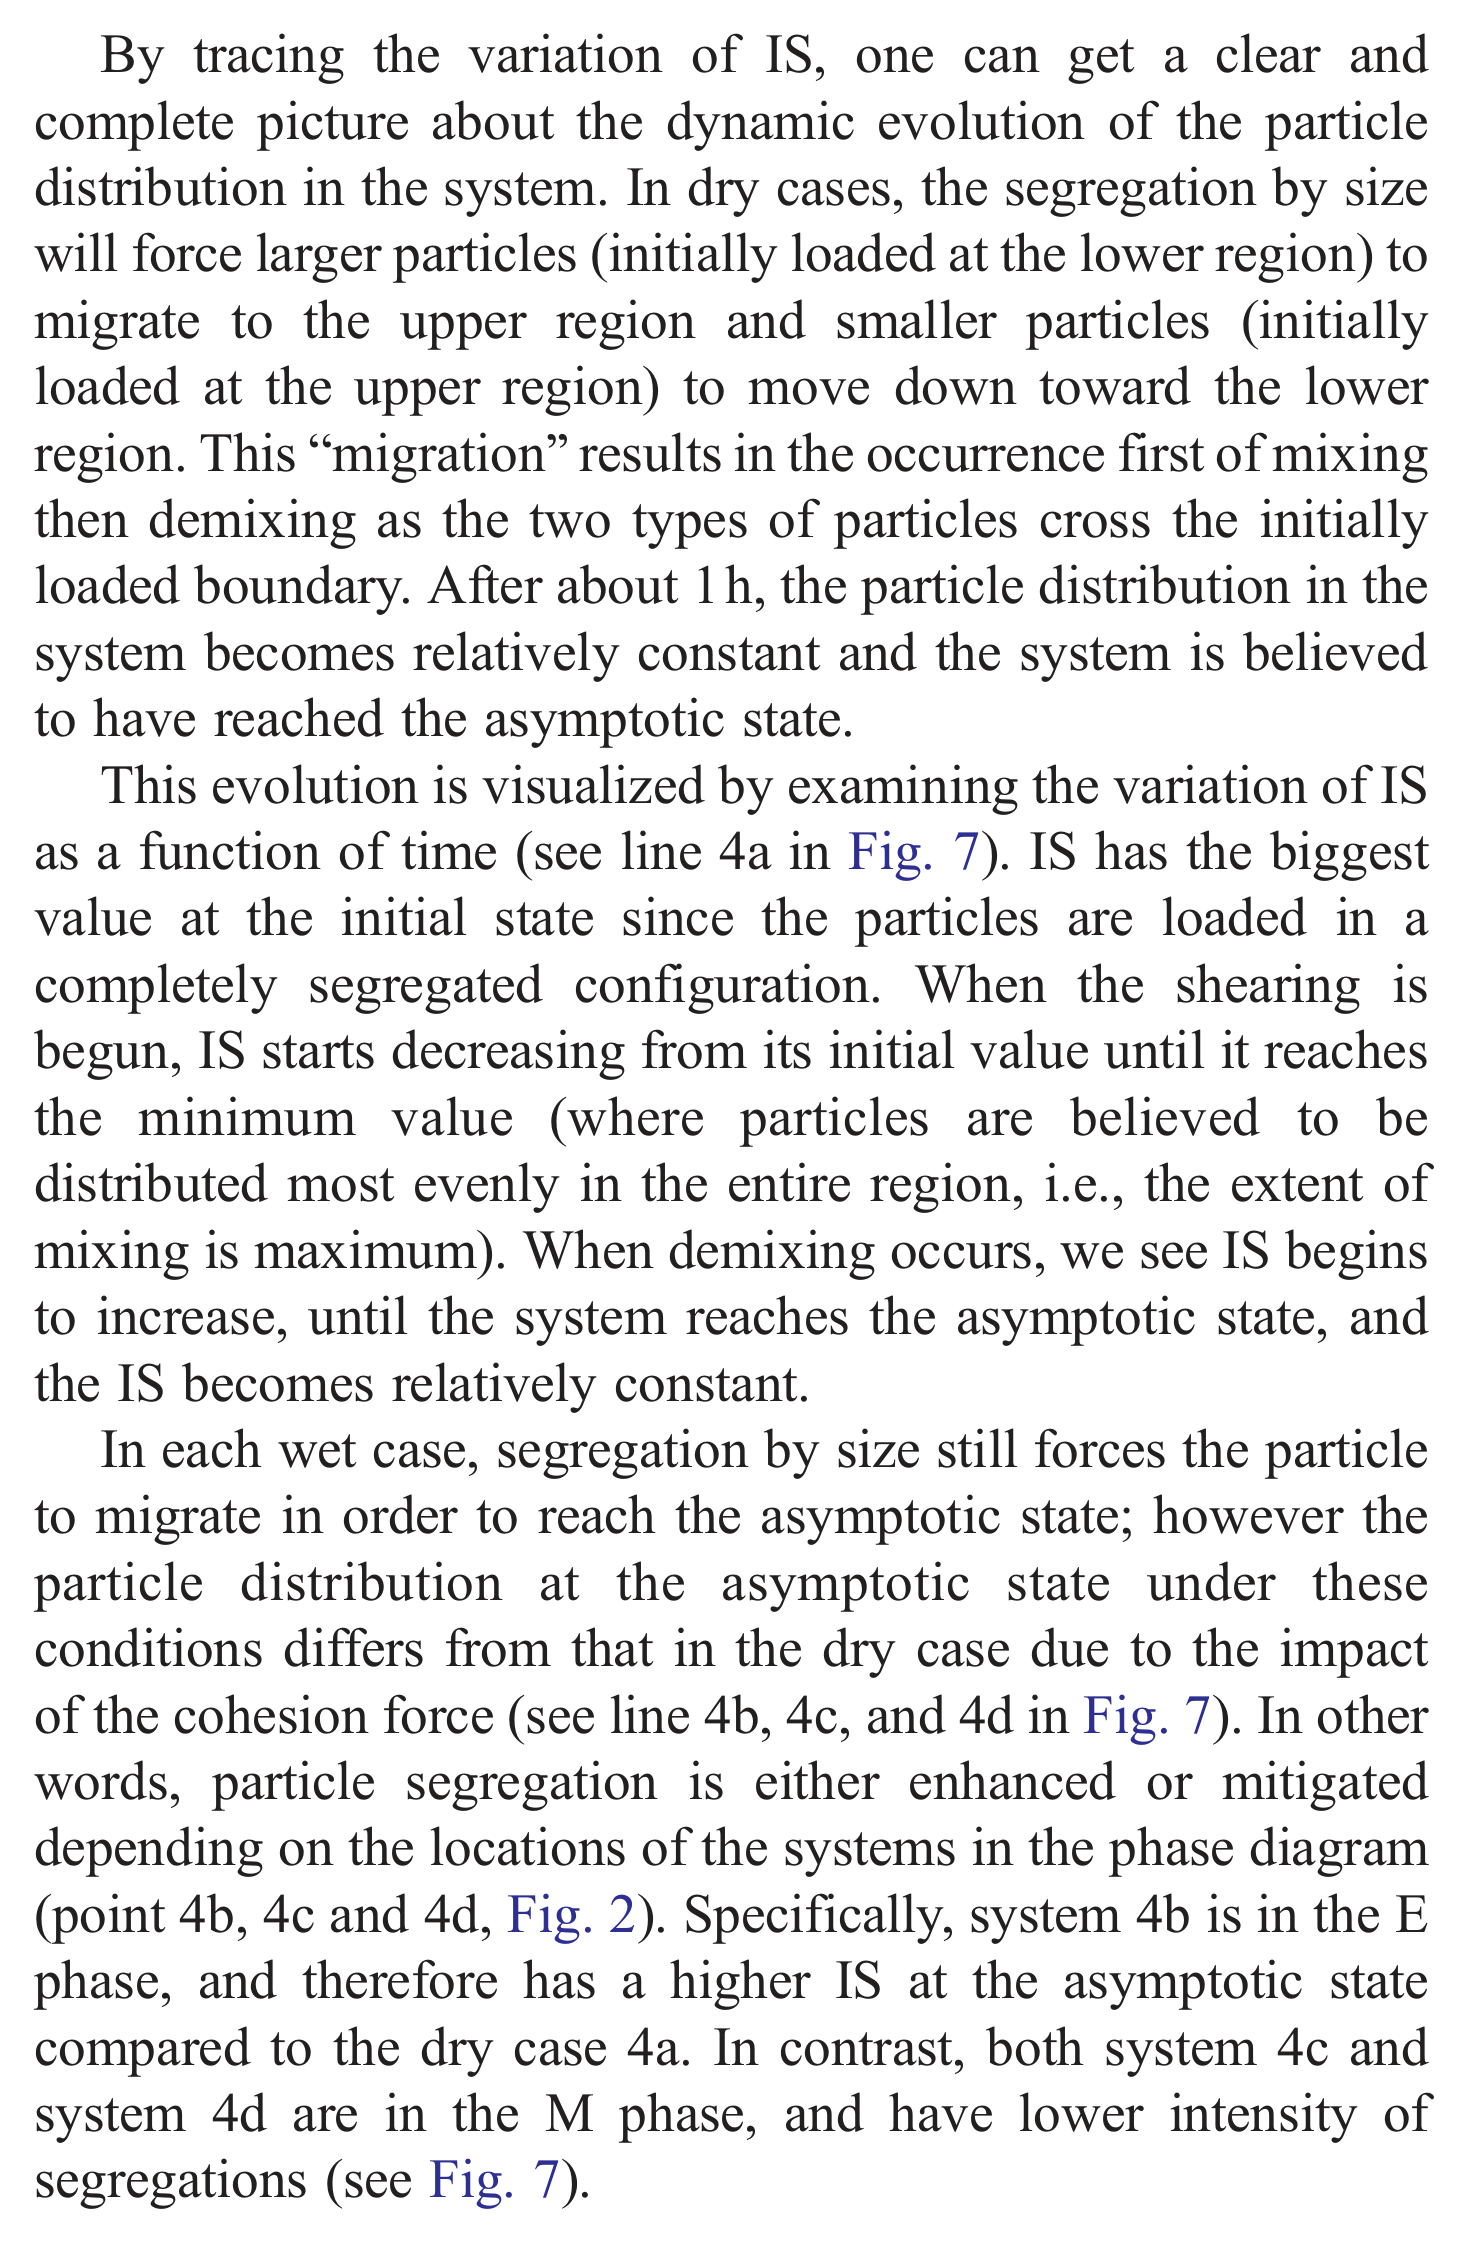 By tracing the variation of IS, one can get a clear and
complete picture about the dynamic evolution of the particle
distribution in the system. In dry cases, the segregation by size
will force larger particles (initially loaded at the lower region) to
migrate to the upper region and smaller particles (initially
loaded at the upper region) to move down toward the lower
region. This “migration” results in the occurrence first of mixing
then demixing as the two types of particles cross the initially
loaded boundary. After about 1 h, the particle distribution in the
system becomes relatively constant and the system is believed
to have reached the asymptotic state.
This evolution is visualized by examining the variation of IS
as a function of time (see line 4a in Fig. 7). IS has the biggest
value at the initial state since the particles are loaded in a
completely segregated configuration. When the shearing is
begun, IS starts decreasing from its initial value until it reaches
the minimum value (where particles are believed to be
distributed most evenly in the entire region, i.e., the extent of
mixing is maximum). When demixing occurs, we see IS begins
to increase, until the system reaches the asymptotic state, and
the IS becomes relatively constant.
In each wet case, segregation by size still forces the particle
to migrate in order to reach the asymptotic state; however the
particle distribution at the asymptotic state under these
conditions differs from that in the dry case due to the impact
of the cohesion force (see line 4b, 4c, and 4d in Fig. 7). In other
words, particle segregation is either enhanced or mitigated
depending on the locations of the systems in the phase diagram
(point 4b, 4c and 4d, Fig. 2). Specifically, system 4b is in the E
phase, and therefore has a higher IS at the asymptotic state
compared to the dry case 4a. In contrast, both system 4c and
system 4d are in the M phase, and have lower intensity of
segregations (see Fig. 7).